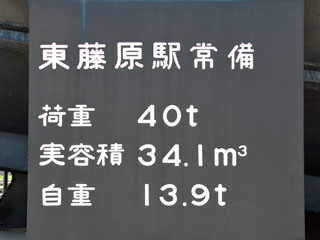 東藤原駅常備
荷重 40t
実容積 34.1m³
自重 13.9t